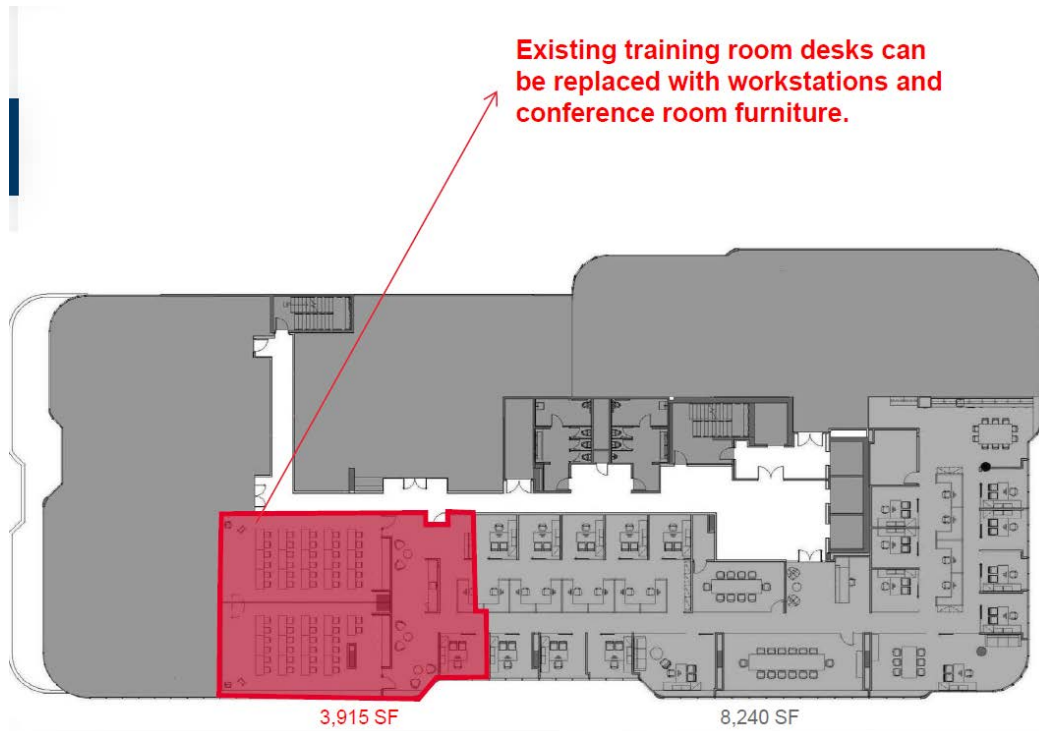 Existing training room desks can
be replaced with workstations and
conference room furniture.
3,915 SF
8,240 SF